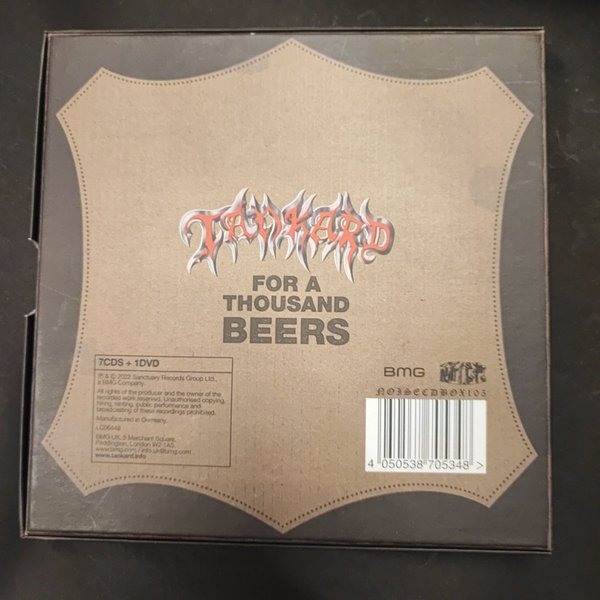 TANKARD
FOR A
THOUSAND
BEERS
7CDS + 1DVD
℗ & © 2022 Sanctuary Records Group Ltd.,
a BMG Company.
All rights of the producer and the owner of the
recorded work reserved. Unauthorised copying,
hiring, renting, public performance and
broadcasting of these recordings prohibited.
Manufactured in Germany.
LC06448
BMG UK, 5 Merchant Square,
Paddington, London W2 1AS.
www.bmg.com / info.uk@bmg.com
www.tankard.info
BMG NOISE
NOISECDBOX105
4 050538 705348 >